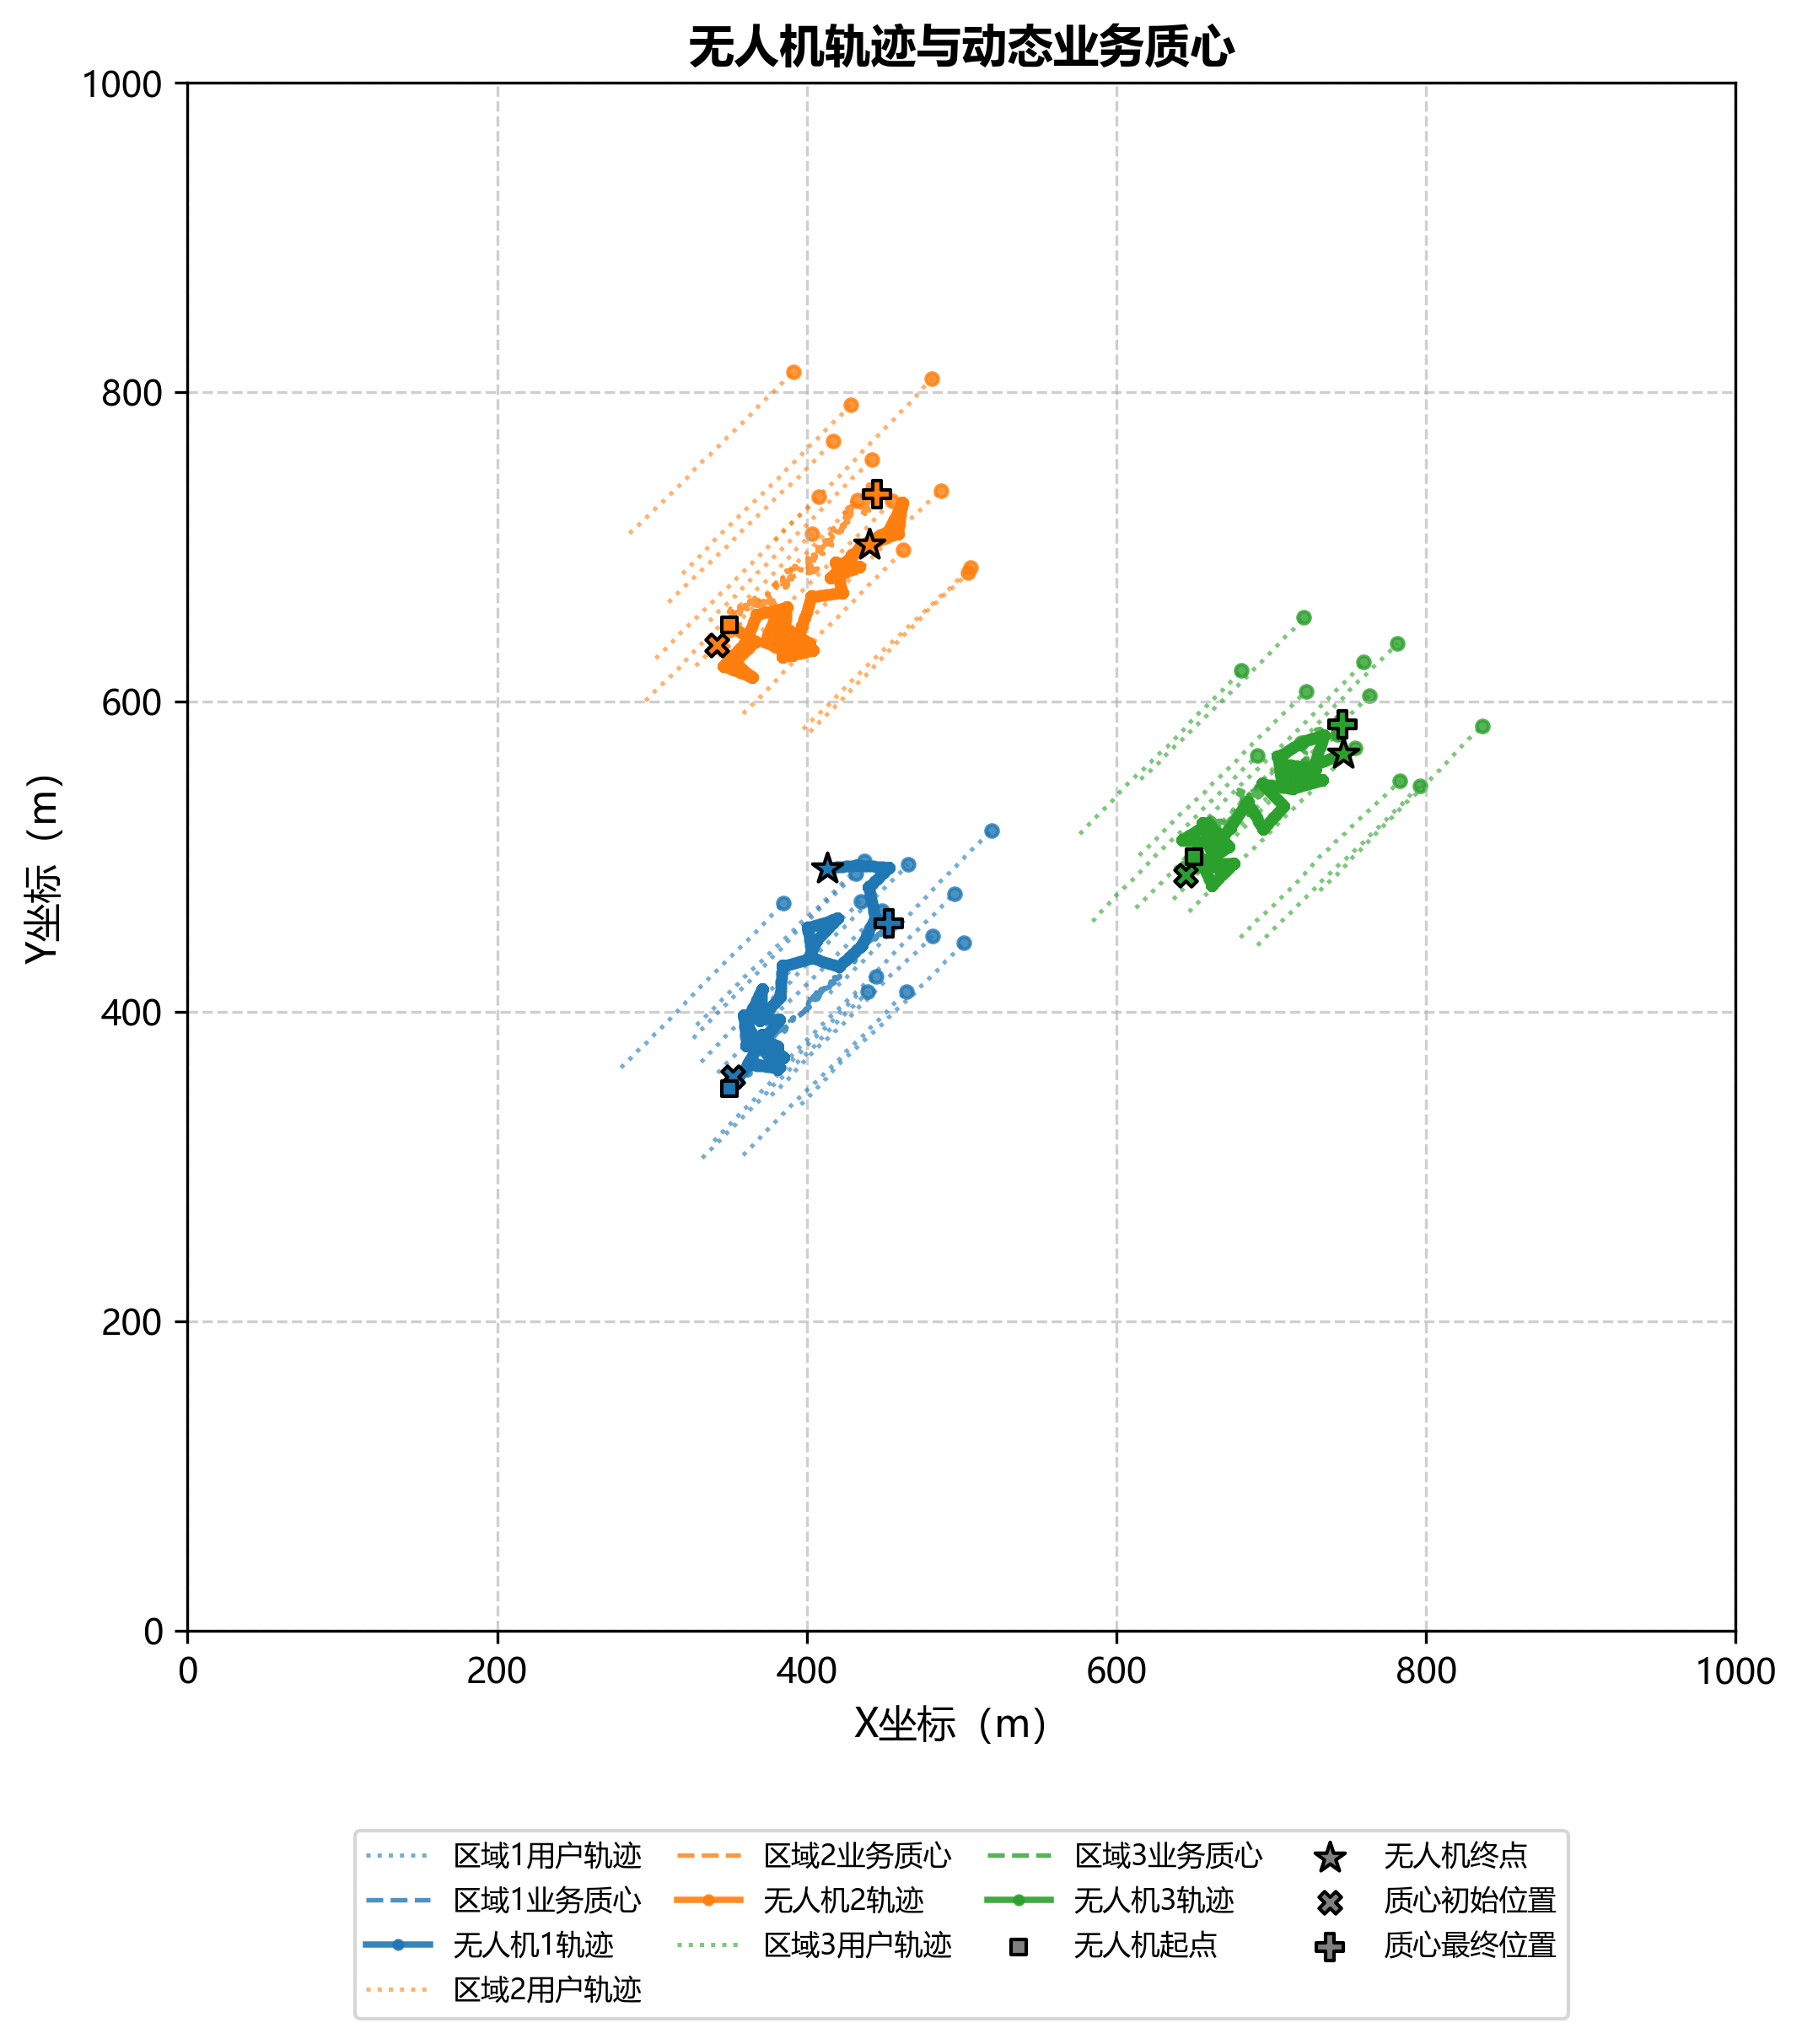 无人机轨迹与动态业务质心
1000
800
600
400
200
0
Y坐标（m）
0 200 400 600 800 1000
X坐标（m）
区域1用户轨迹 区域2业务质心 区域3业务质心 无人机终点
区域1业务质心 无人机2轨迹 无人机3轨迹 质心初始位置
无人机1轨迹 区域3用户轨迹 无人机起点 质心最终位置
区域2用户轨迹